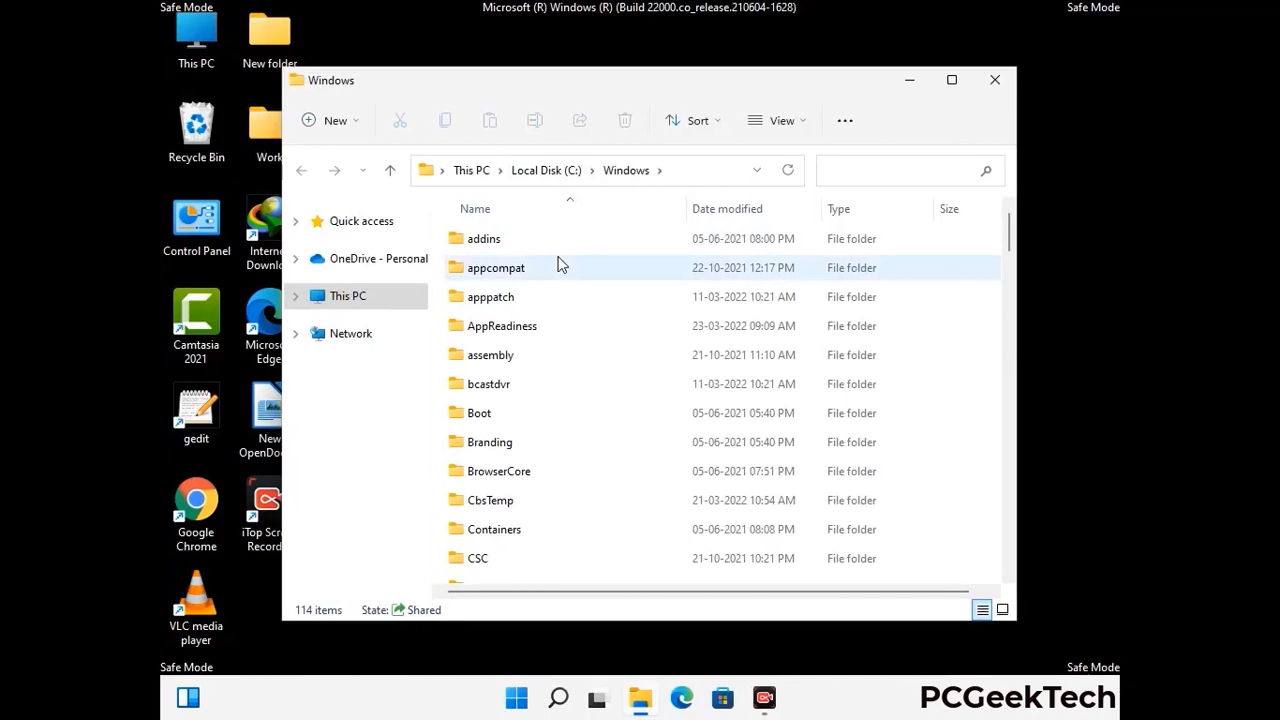 Safe Mode
Microsoft (R) Windows (R) (Build 22000.co_release.210604-1628)
Safe Mode
This PC
New folder
Recycle Bin
Work
Control Panel
Internet
Downlo
Camtasia
2021
Micros
Edge
gedit
New
OpenDo
Google
Chrome
iTop Scre
Record
VLC media
player
Windows
New
Sort
View
This PC > Local Disk (C:) > Windows >
Quick access
OneDrive - Personal
This PC
Network
Name Date modified Type Size
addins 05-06-2021 08:00 PM File folder
appcompat 22-10-2021 12:17 PM File folder
apppatch 11-03-2022 10:21 AM File folder
AppReadiness 23-03-2022 09:09 AM File folder
assembly 21-10-2021 11:10 AM File folder
bcastdvr 11-03-2022 10:21 AM File folder
Boot 05-06-2021 05:40 PM File folder
Branding 05-06-2021 05:40 PM File folder
BrowserCore 05-06-2021 07:51 PM File folder
CbsTemp 21-03-2022 10:54 AM File folder
Containers 05-06-2021 08:08 PM File folder
CSC 21-10-2021 10:21 PM File folder
114 items State: Shared
Safe Mode
Safe Mode
PCGeekTech